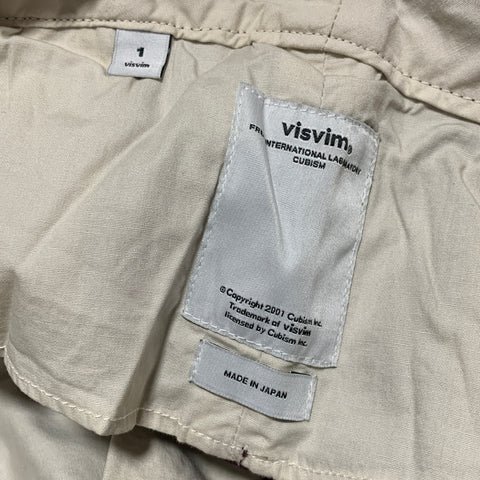 1
visvim
visvim®
INTERNATIONAL LABORATORY
CUBISM
© Copyright 2001 Cubism Inc.
Trademark of visvim
licensed by Cubism Inc.
MADE IN JAPAN